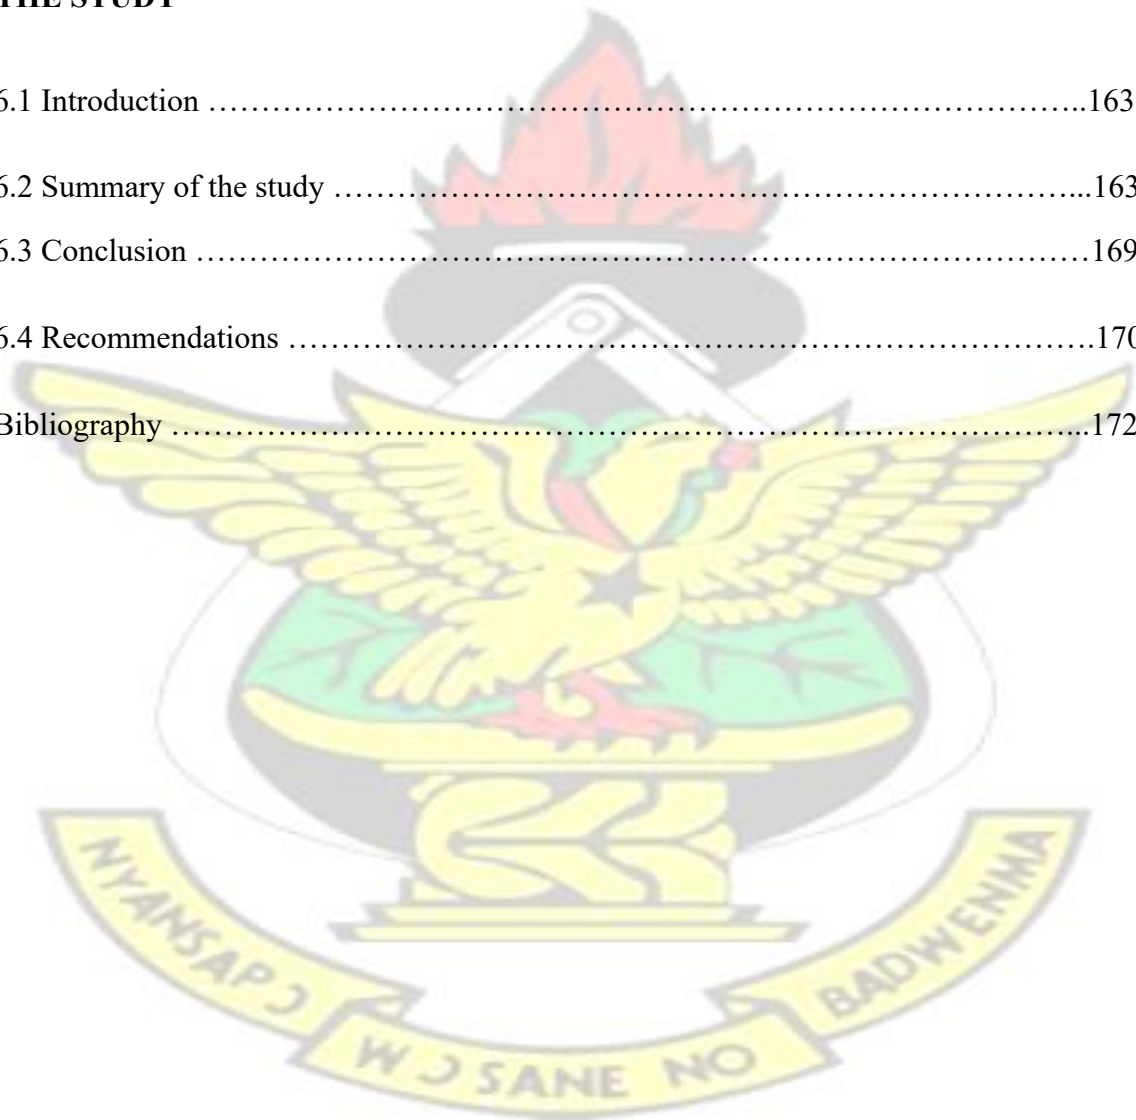 THE STUDY
6.1 Introduction ………………………………………………………………………..163
6.2 Summary of the study ………………………………………………………………...163
6.3 Conclusion ……………………………………………………………………………169
6.4 Recommendations …………………………………………………………………….170
Bibliography …………………………………………………………………………...172
NYANSAPƆ
WƆSANE NO
BADWENMA